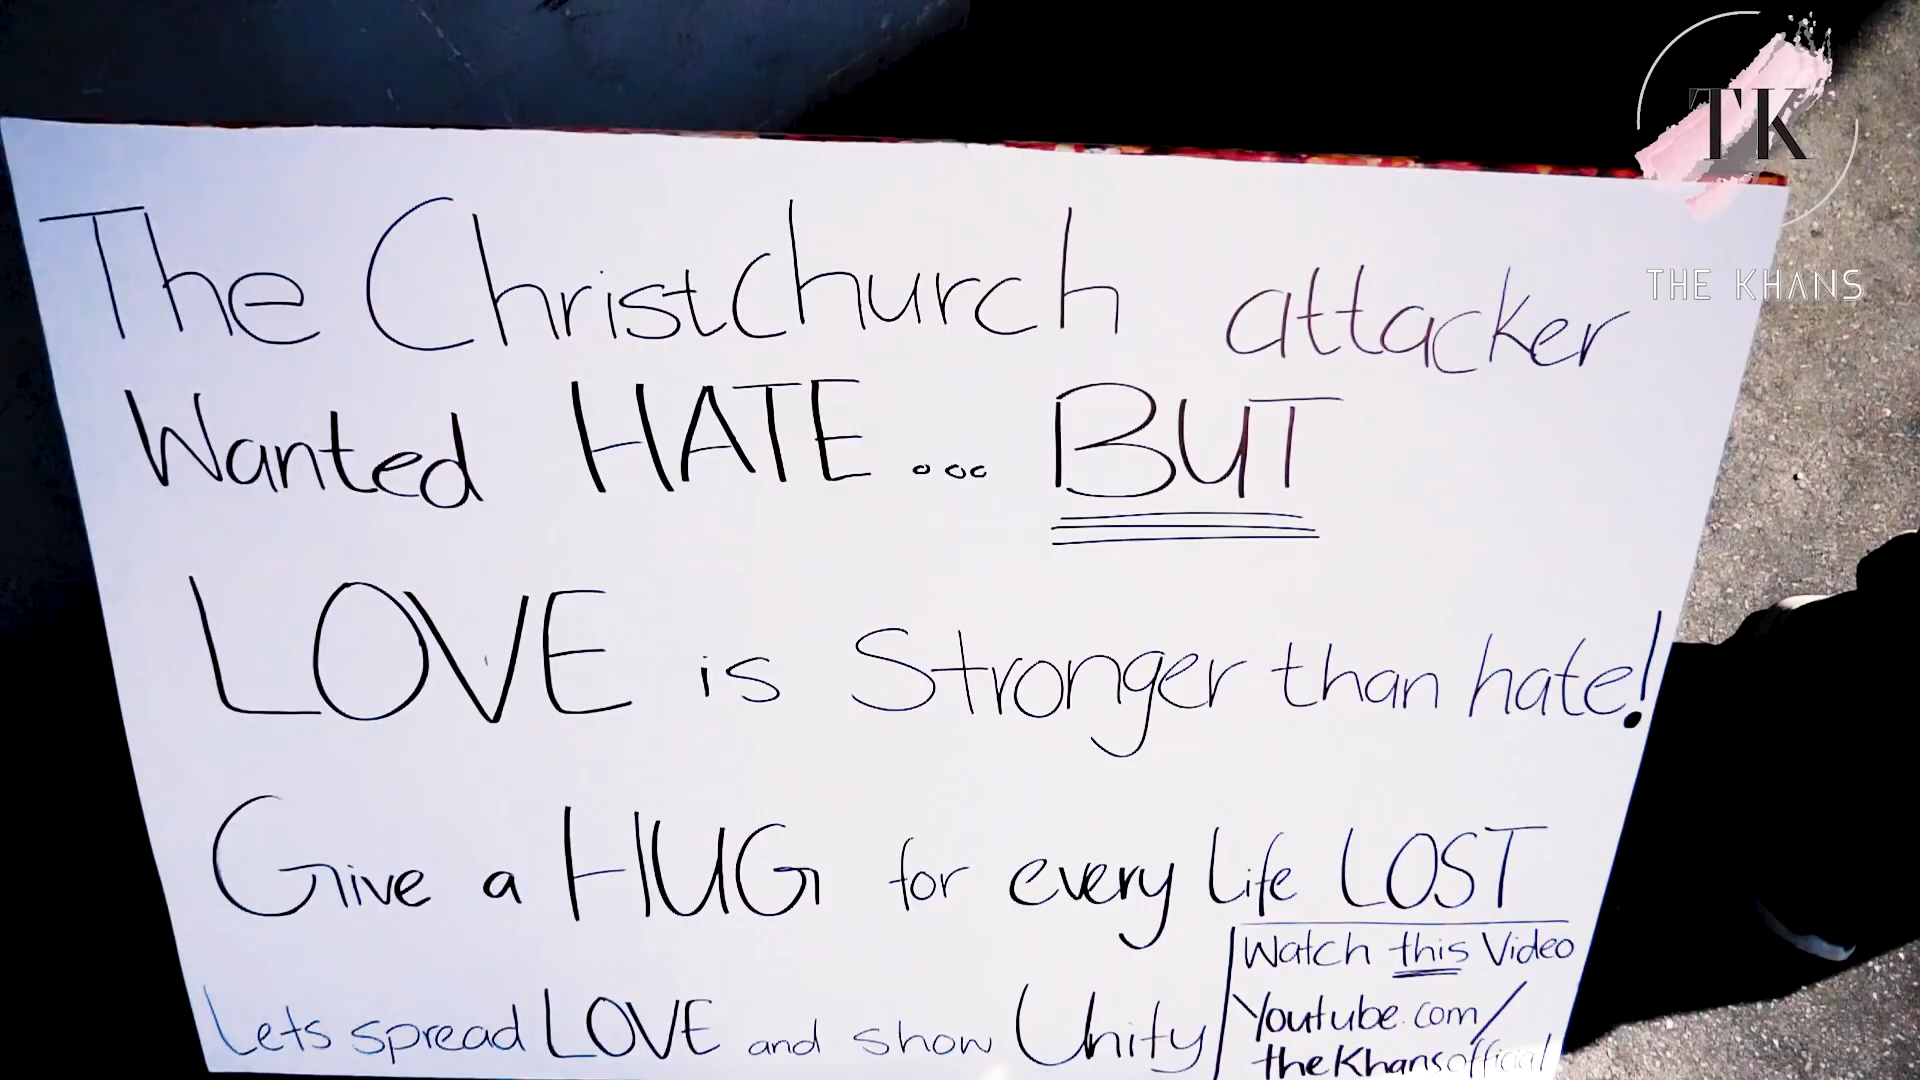 TK
THE KHANS
The Christchurch attacker
Wanted HATE... BUT
LOVE is Stronger than hate!
Give a HUG for every life LOST
Lets spread LOVE and show Unity
Watch this Video
Youtube.com/
theKhansoffical